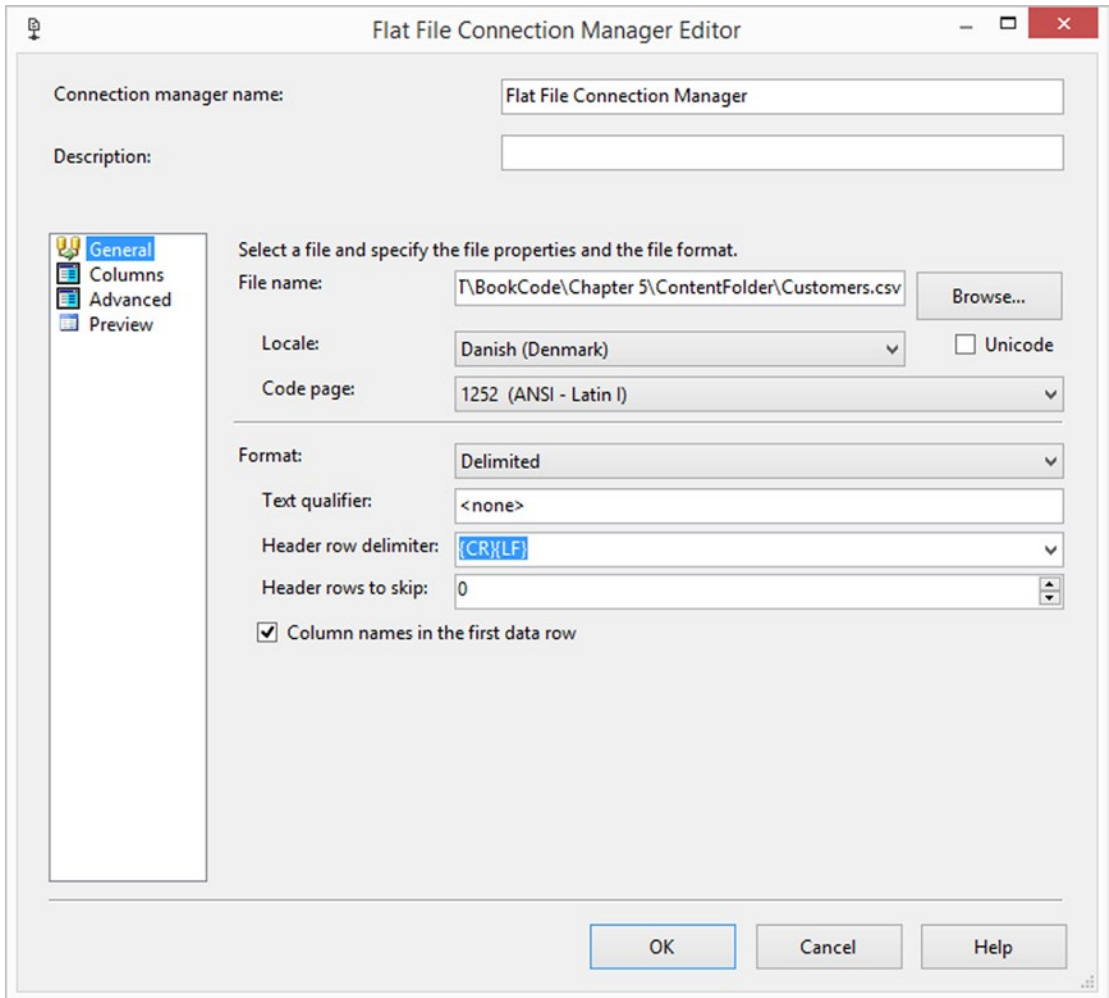 Flat File Connection Manager Editor
Connection manager name: Flat File Connection Manager
Description:
General
Columns
Advanced
Preview
Select a file and specify the file properties and the file format.
File name: \BookCode\Chapter 5\ContentFolder\Customers.csv Browse...
Locale: Danish (Denmark) Unicode
Code page: 1252 (ANSI - Latin I)
Format: Delimited
Text qualifier: <none>
Header row delimiter: {CR}{LF}
Header rows to skip: 0
Column names in the first data row
OK Cancel Help